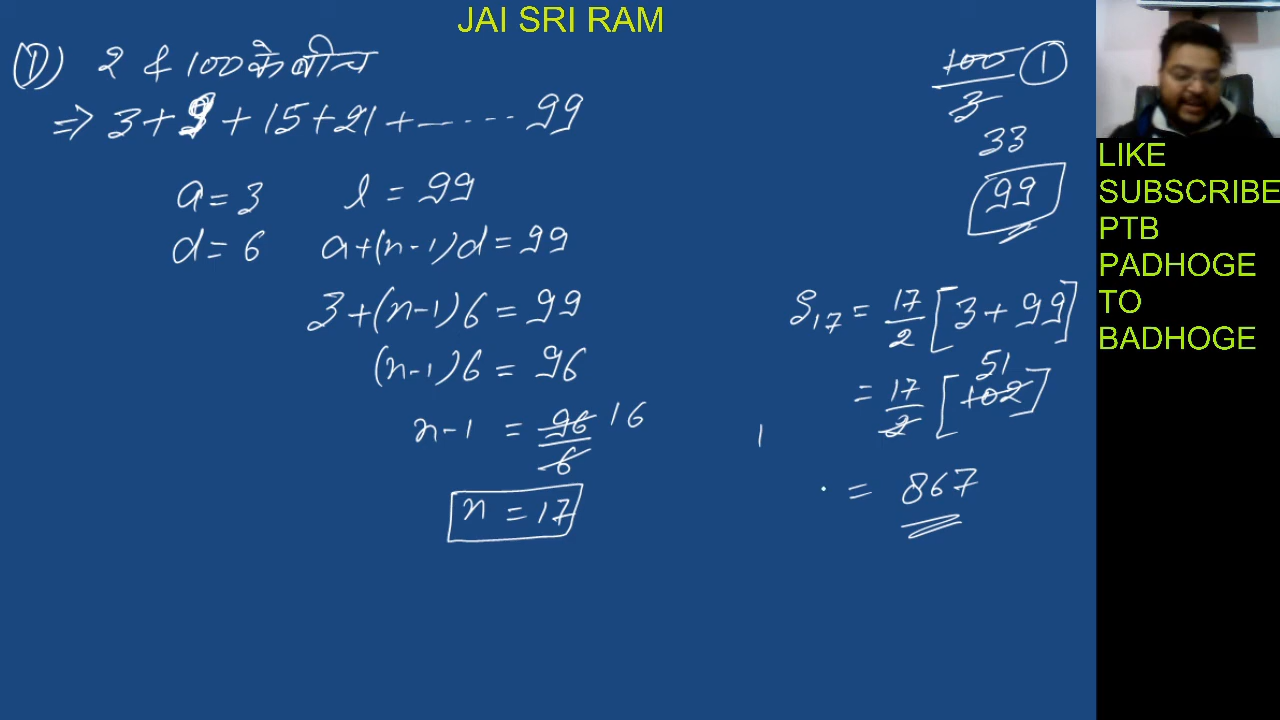 JAI SRI RAM
(1) 2 & 100 के बीच
⇒ 3 + 9 + 15 + 21 + — .... 99
a = 3 l = 99
d = 6 a + (n - 1) d = 99
3 + (n - 1) 6 = 99
(n - 1) 6 = 96
n - 1 = 96/6 16
n = 17
100/3 1
33
99
S17 = 17/2 [3 + 99]
51
= 17/2 [102]
1
= 867
LIKE
SUBSCRIBE
PTB
PADHOGE
TO
BADHOGE